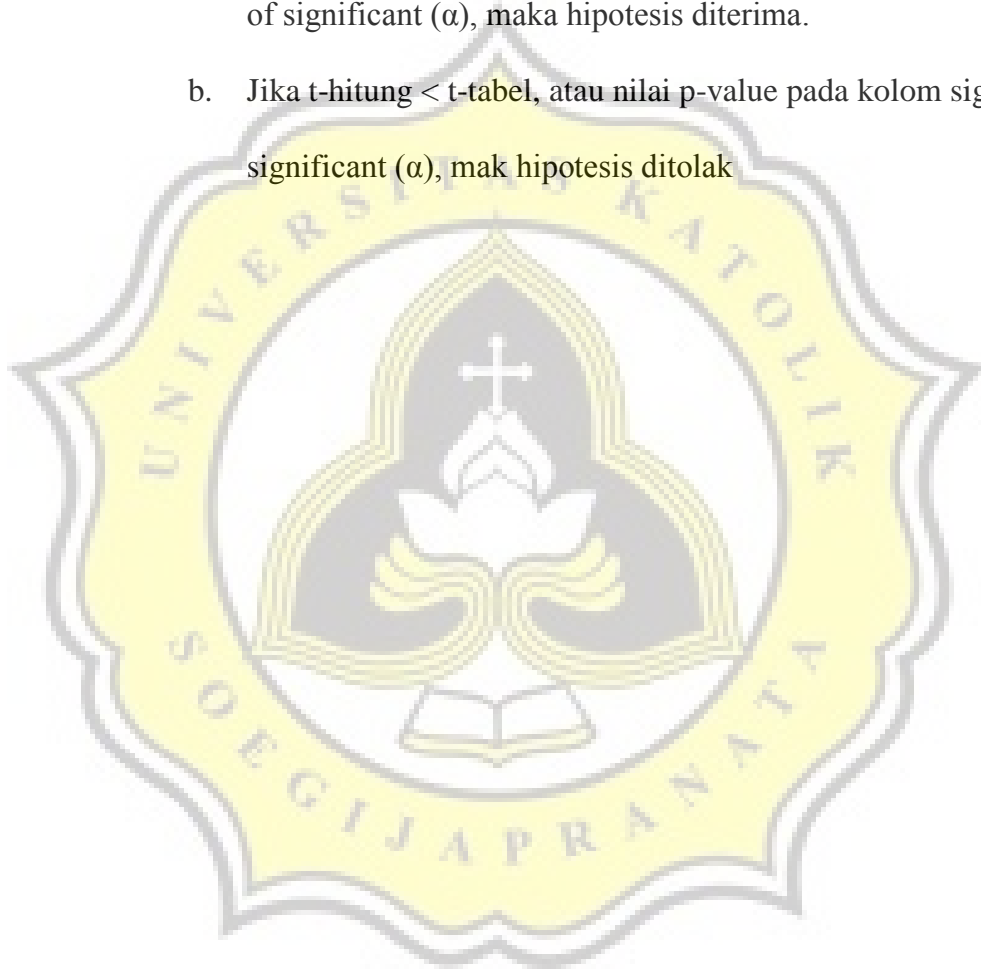 of significant (α), maka hipotesis diterima.
b. Jika t-hitung < t-tabel, atau nilai p-value pada kolom sig
significant (α), mak hipotesis ditolak
UNIVERSITAS KATOLIK
SOEGIJAPRANATA